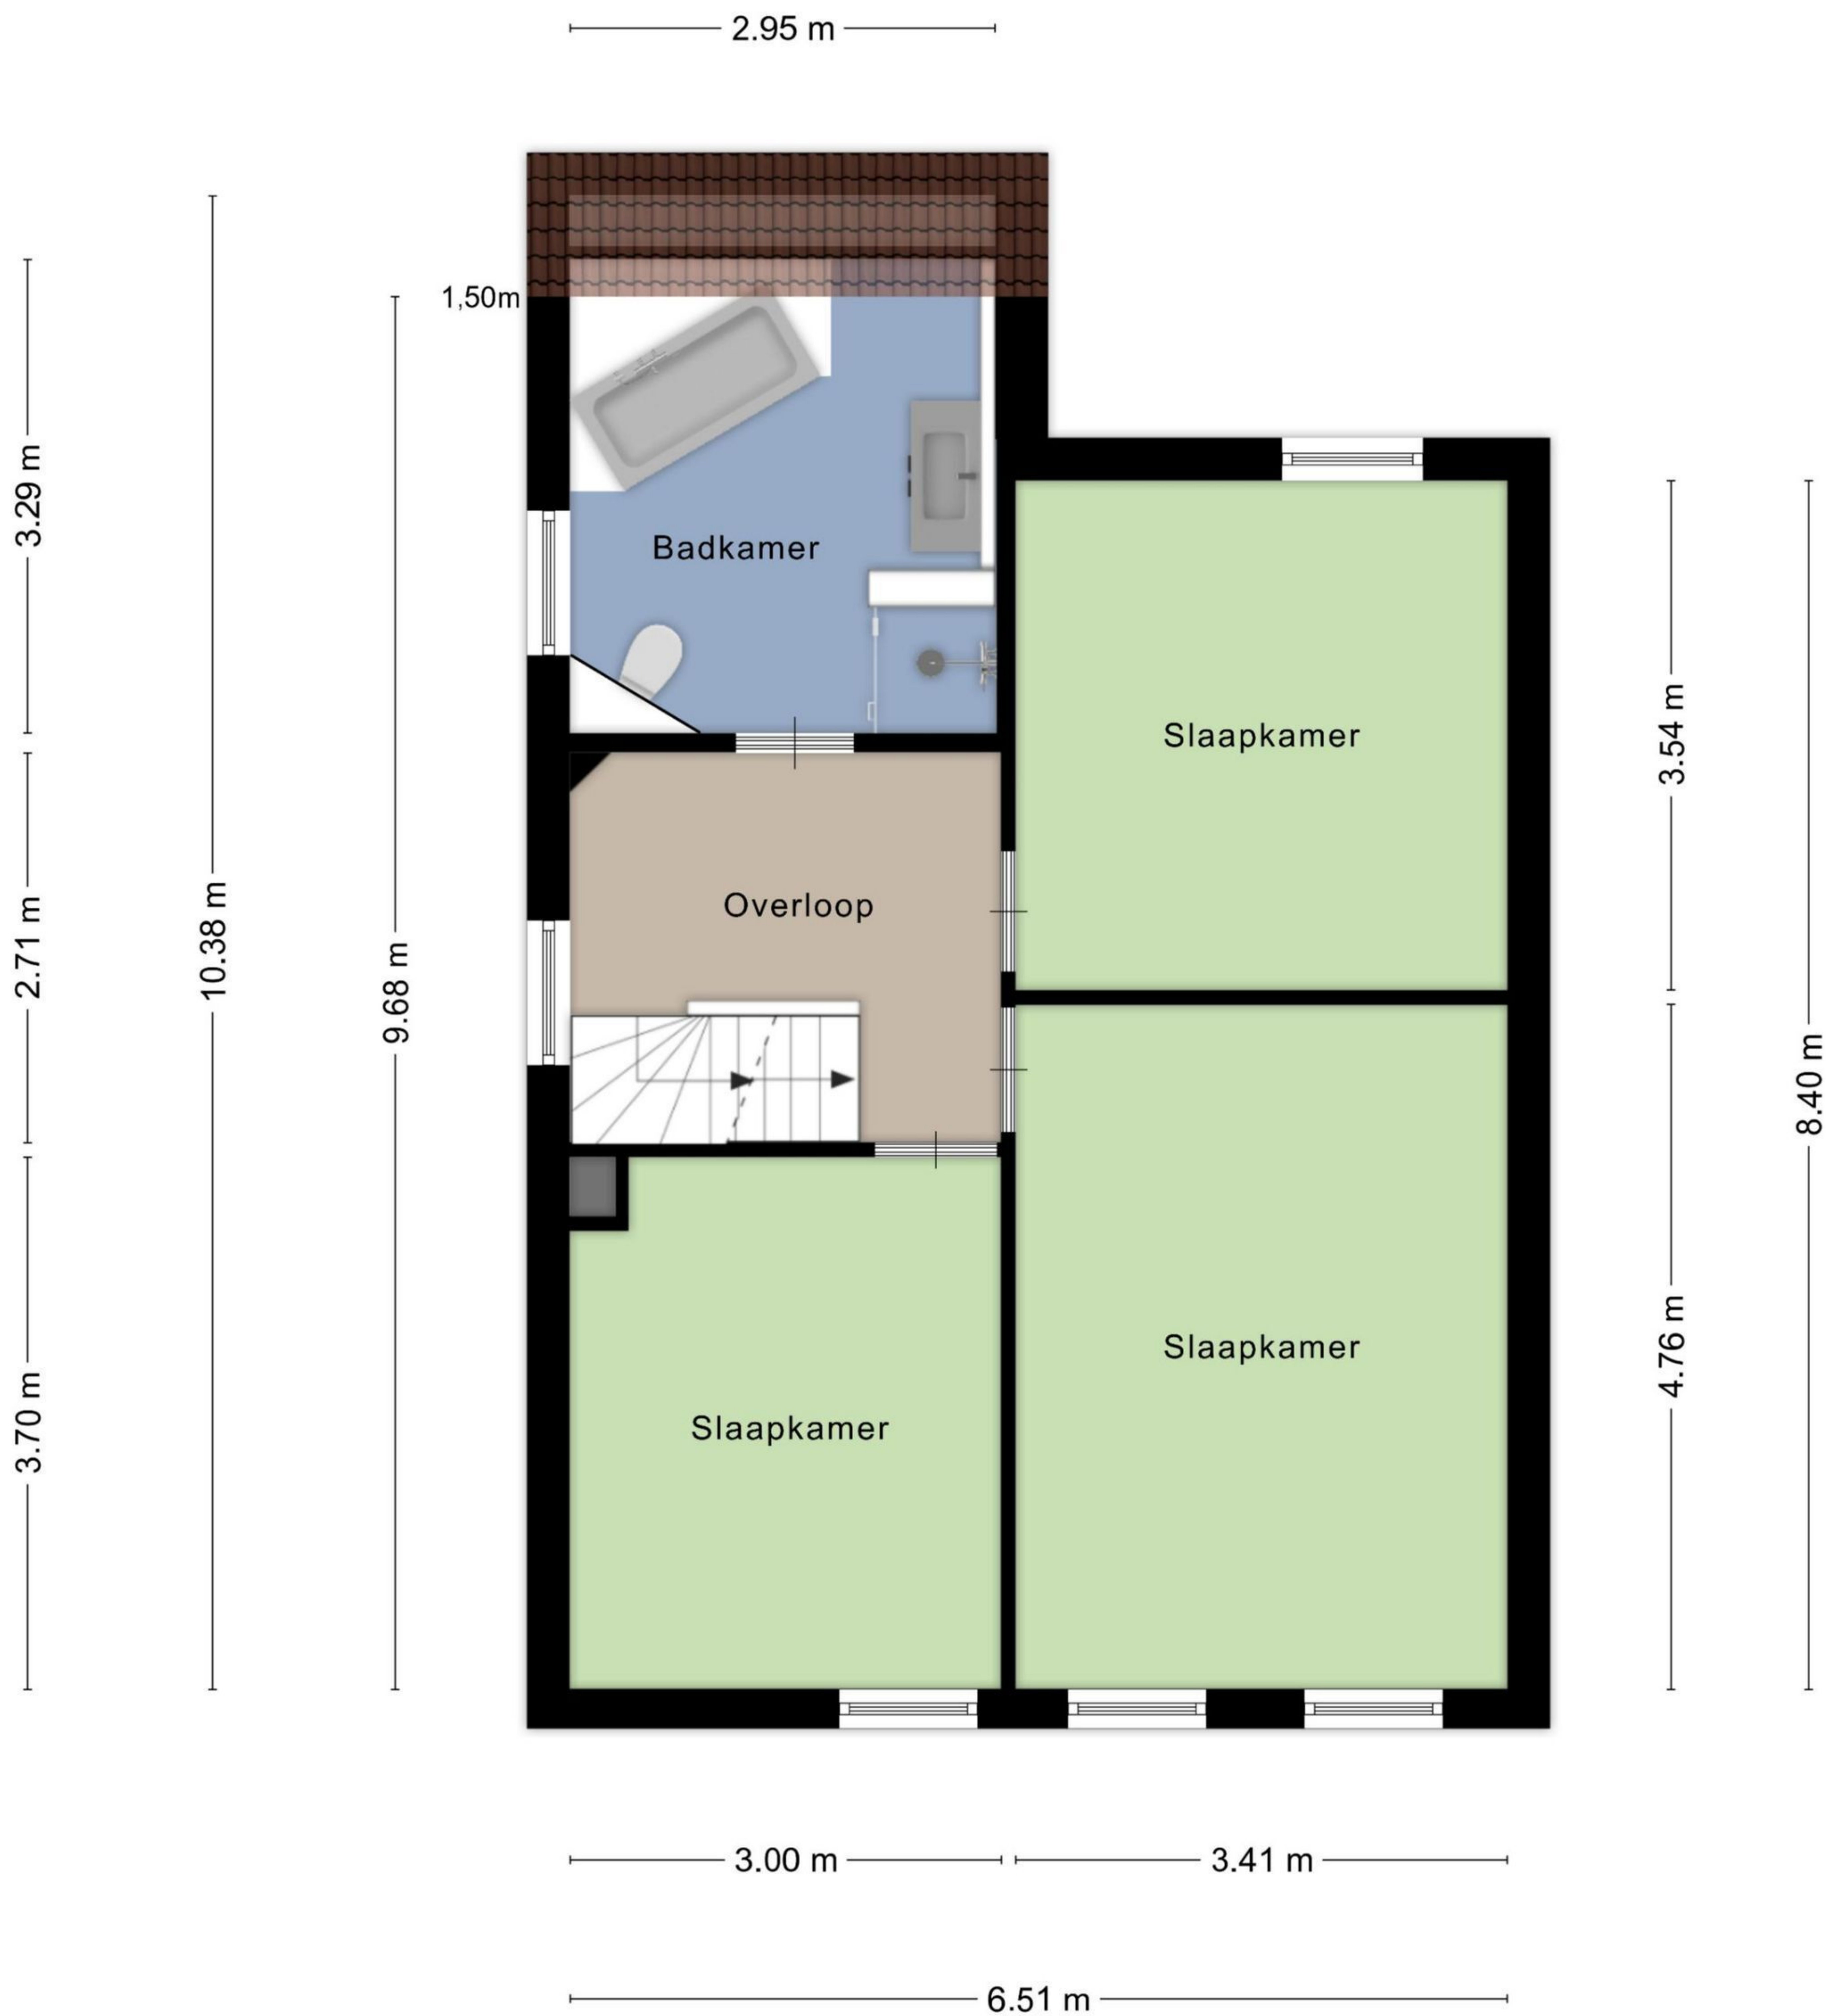 2.95 m
1,50m
3.29 m
2.71 m
3.70 m
10.38 m
9.68 m
Badkamer
Slaapkamer
Overloop
Slaapkamer
Slaapkamer
3.54 m
4.76 m
8.40 m
3.00 m
3.41 m
6.51 m